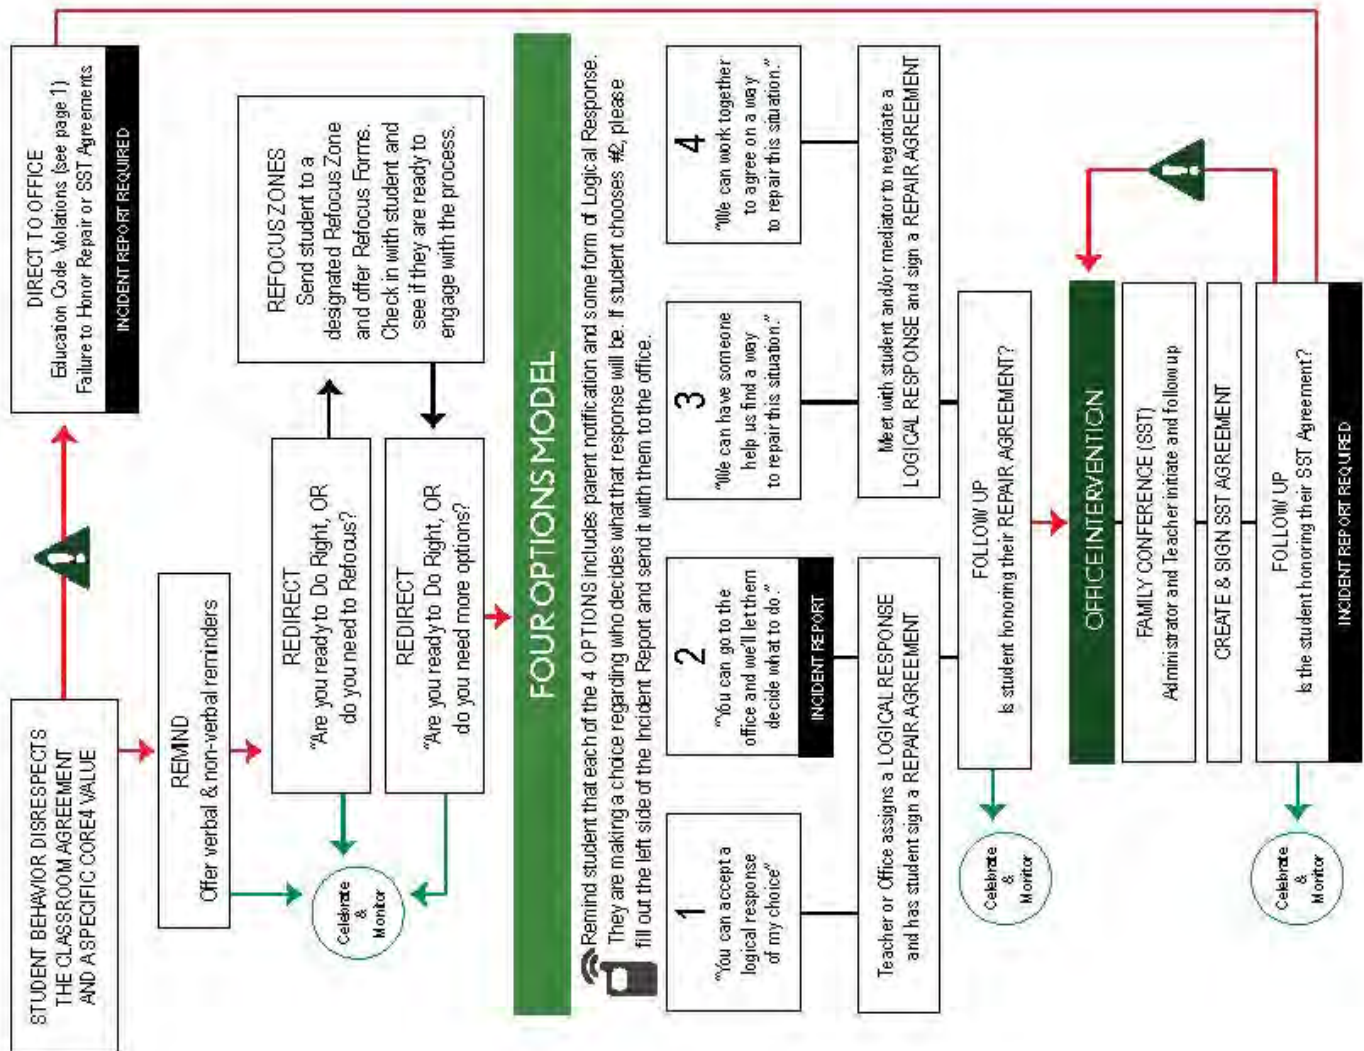 STUDENT BEHAVIOR DISRESPECTS
THE CLASSROOM AGREEMENT
AND A SPECIFIC CORE4 VALUE
DIRECT TO OFFICE
Education Code Violations (see page 1)
Failure to Honor Repair or SST Agreements
INCIDENT REPORT REQUIRED
REMIND
Offer verbal & non-verbal reminders
REDIRECT
"Are you ready to Do Right, OR
do you need to Refocus?
REFOCUS ZONES
Send student to a
designated Refocus Zone
and offer Refocus Forms.
Check in with student and
see if they are ready to
engage with the process.
Celebrate
&
Monitor
REDIRECT
"Are you ready to Do Right, OR
do you need more options?
FOUR OPTIONS MODEL
Remind student that each of the 4 OPTIONS includes parent notification and some form of Logical Response.
They are making a choice regarding who decides what that response will be. If student chooses #2, please
fill out the left side of the Incident Report and send it with them to the office.
1
"You can accept a
logical response
of my choice"
2
"You can go to the
office and we'll let them
decide what to do."
INCIDENT REPORT
3
"We can have someone
help us find a way
to repair this situation."
4
"We can work together
to agree on a way
to repair this situation."
Teacher or Office assigns a LOGICAL RESPONSE
and has student sign a REPAIR AGREEMENT
Meet with student and/or mediator to negotiate a
LOGICAL RESPONSE and sign a REPAIR AGREEMENT
FOLLOW UP
Is student honoring their REPAIR AGREEMENT?
Celebrate
&
Monitor
OFFICE INTERVENTION
FAMILY CONFERENCE (SST)
Administrator and Teacher initiate and follow up
CREATE & SIGN SST AGREEMENT
FOLLOW UP
Is the student honoring their SST Agreement?
INCIDENT REPORT REQUIRED
Celebrate
&
Monitor